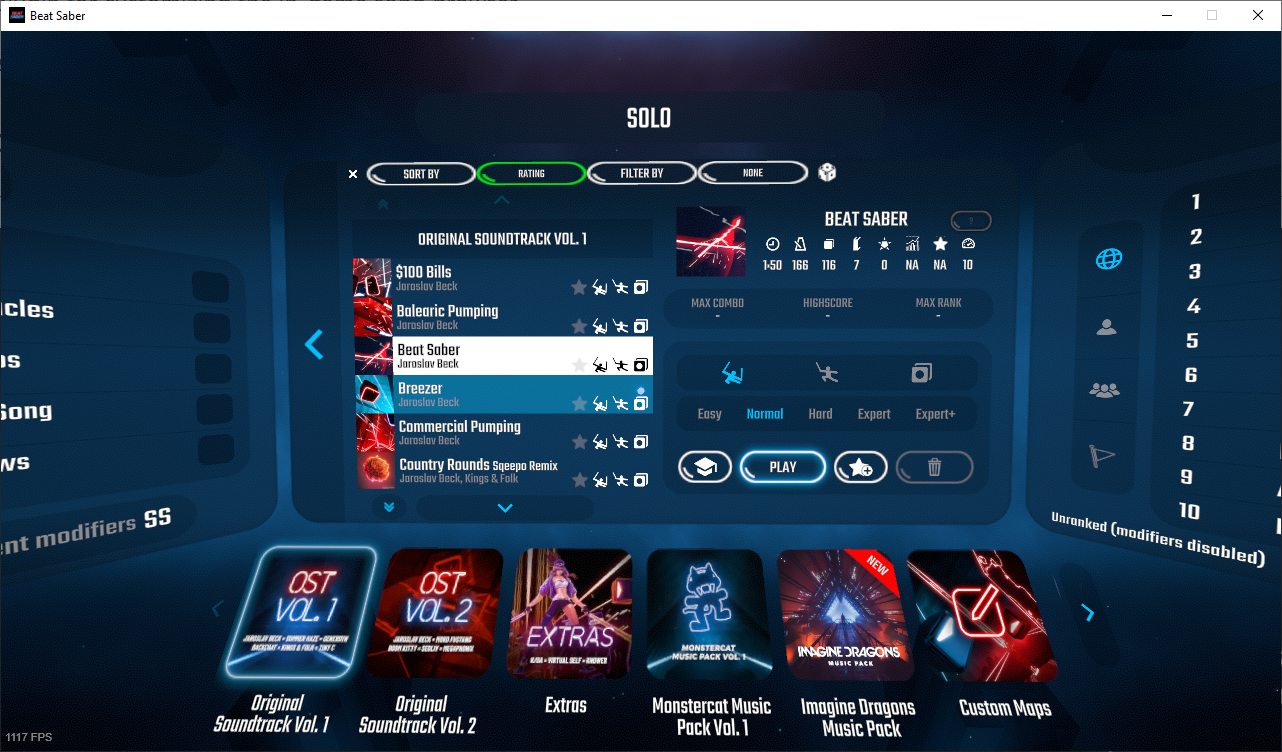 Beat Saber
SOLO
SORT BY
RATING
FILTER BY
NONE
ORIGINAL SOUNDTRACK VOL. 1
$100 Bills
Jaroslav Beck
Balearic Pumping
Jaroslav Beck
Beat Saber
Jaroslav Beck
Breezer
Jaroslav Beck
Commercial Pumping
Jaroslav Beck
Country Rounds Sqeepo Remix
Jaroslav Beck, Kings & Folk
BEAT SABER
?
1:50 166 116 7 0 NA NA 10
MAX COMBO HIGHSCORE MAX RANK
- - -
Easy Normal Hard Expert Expert+
PLAY
cles
os
Song
ws
nt modifiers SS
1
2
3
4
5
6
7
8
9
10
Unranked (modifiers disabled)
OST
VOL. 1
JAROSLAV BECK • SUMMER HAZE • GENEROYN
BACKCHAT • KINGS & FOLK • TINY C
OST
VOL. 2
JAROSLAV BECK • MORD FUSTANG
BOOM KITTY • SERLIY • MEGAPHONIX
EXTRAS
K/DA • VIRTUAL SELF • KNOWER
MONSTERCAT
MUSIC PACK VOL. 1
NEW
IMAGINE DRAGONS
MUSIC PACK
Original
Soundtrack Vol. 1
Original
Soundtrack Vol. 2
Extras
Monstercat Music
Pack Vol. 1
Imagine Dragons
Music Pack
Custom Maps
1117 FPS